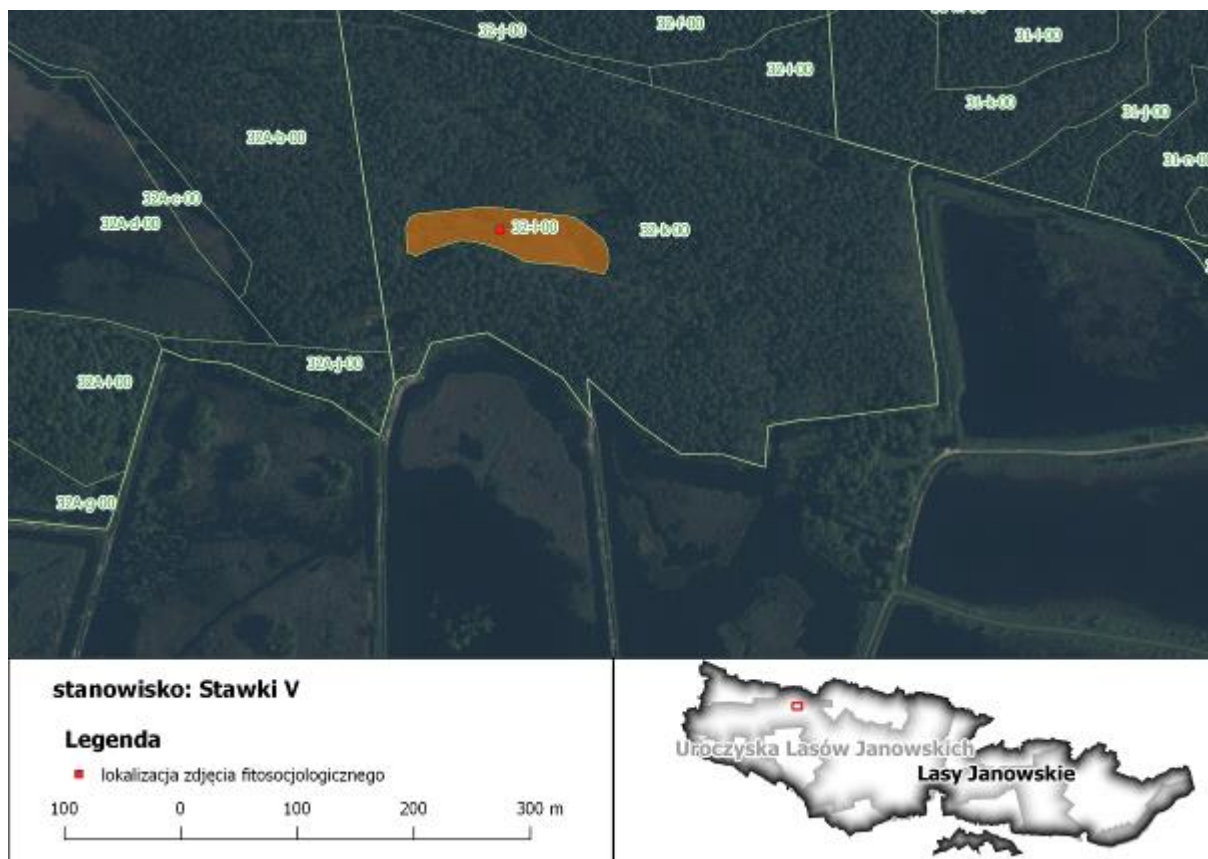 32-j-00
32-f-00
31-l-00
32-l-00
31-k-00
31-j-00
32A-b-00
31-n-0
32A-c-00
32A-d-00
32-i-00
32-k-00
32A-j-00
32A-i-00
32A-g-00
stanowisko: Stawki V
Legenda
lokalizacja zdjęcia fitosocjologicznego
100 0 100 200 300 m
Uroczyska Lasów Janowskich
Lasy Janowskie